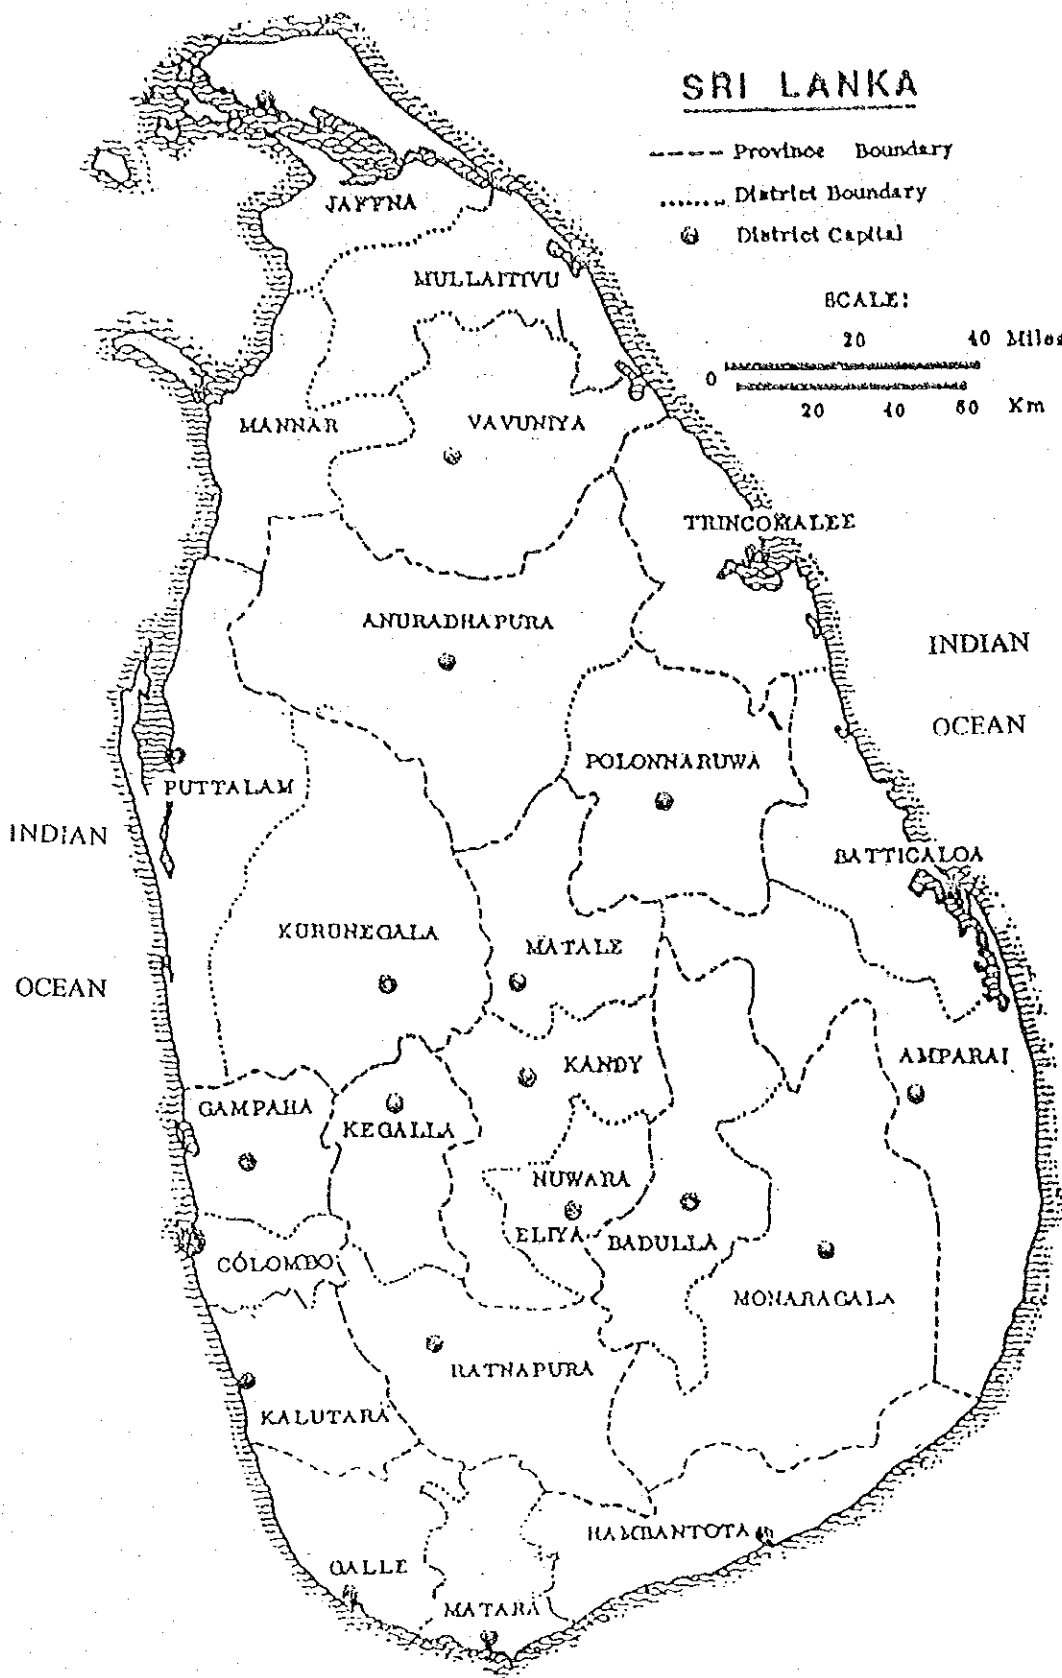 SRI LANKA
Province Boundary
District Boundary
District Capital
SCALE:
20 40 Miles
0
20 40 60 Km
JAFFNA
MULLAITIVU
MANNAR
VAVUNIYA
TRINCOMALEE
ANURADHAPURA
INDIAN
OCEAN
POLONNARUWA
PUTTALAM
INDIAN
BATTICALOA
KURUNEGALA
MATALE
OCEAN
KANDY
AMPARAI
GAMPAHA
KEGALLA
NUWARA
ELIYA
BADULLA
COLOMBO
MONARAGALA
RATNAPURA
KALUTARA
HAMBANTOTA
GALLE
MATARA